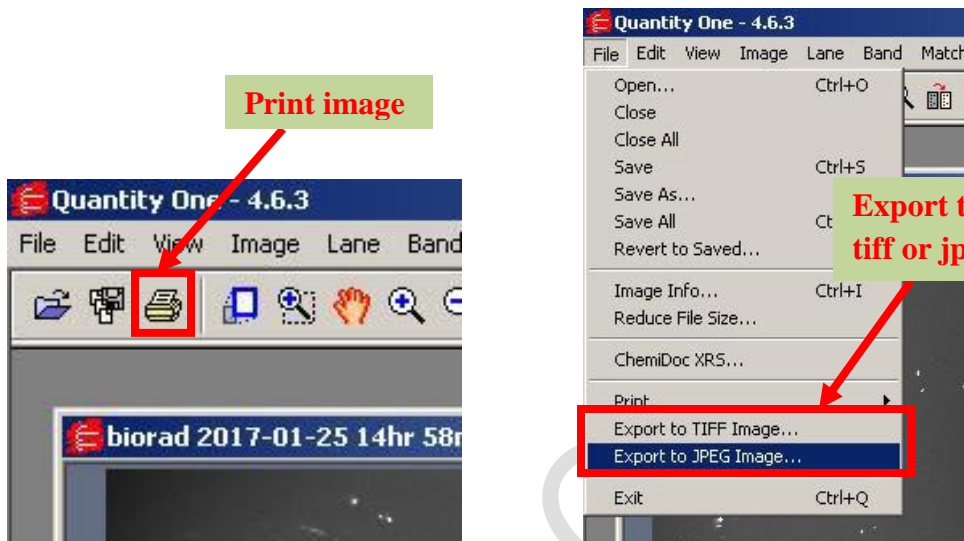 Print image
Quantity One - 4.6.3
File Edit View Image Lane Band
biorad 2017-01-25 14hr 58
Quantity One - 4.6.3
File Edit View Image Lane Band Match
Open... Ctrl+O
Close
Close All
Save Ctrl+S
Save As...
Save All
Revert to Saved...
Export
tiff or
Image Info... Ctrl+I
Reduce File Size...
ChemiDoc XRS...
Print
Export to TIFF Image...
Export to JPEG Image...
Exit Ctrl+Q